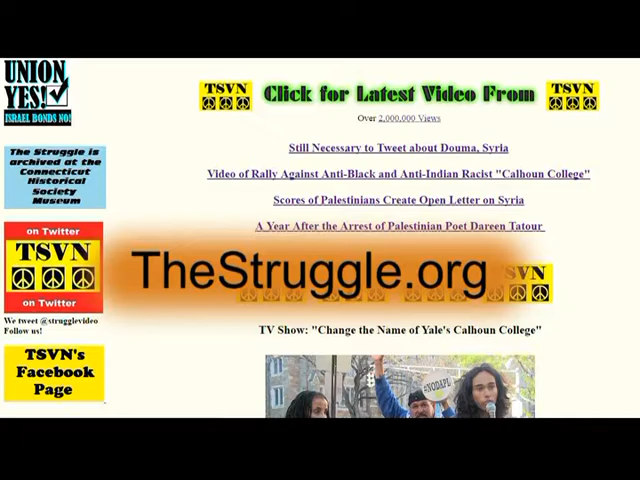 UNION
YES!
ISRAEL BONDS NO!
TSVN
Click for Latest Video From
TSVN
Over 2,000,000 Views
The Struggle is
archived at the
Connecticut
Historical
Society
Museum
Still Necessary to Tweet about Douma, Syria
Video of Rally Against Anti-Black and Anti-Indian Racist "Calhoun College"
Scores of Palestinians Create Open Letter on Syria
A Year After the Arrest of Palestinian Poet Dareen Tatour
on Twitter
TSVN
on Twitter
TheStruggle.org
SVN
We tweet @strugglevideo
Follow us!
TV Show: "Change the Name of Yale's Calhoun College"
TSVN's
Facebook
Page
#NODAPL